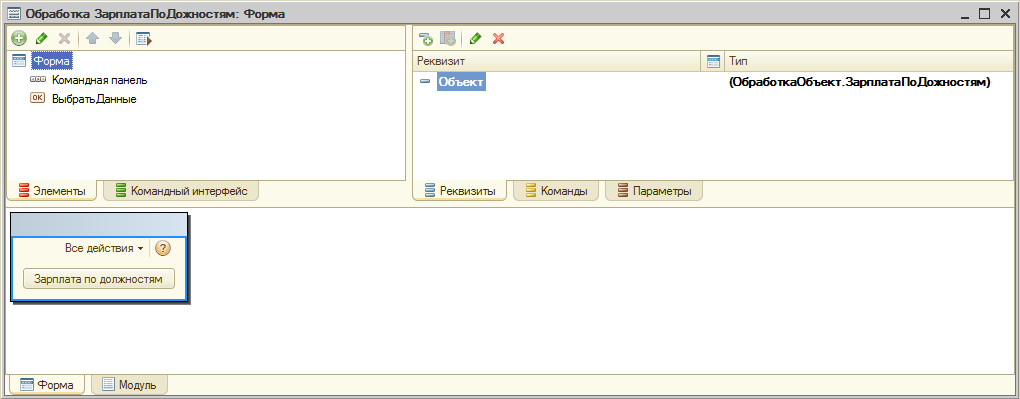 Обработка ЗарплатаПоДожностям: Форма
Форма
Командная панель
OK ВыбратьДанные
Элементы Командный интерфейс
Реквизит Тип
Объект (ОбработкаОбъект.ЗарплатаПоДожностям)
Реквизиты Команды Параметры
Все действия ?
Зарплата по должностям
Форма Модуль